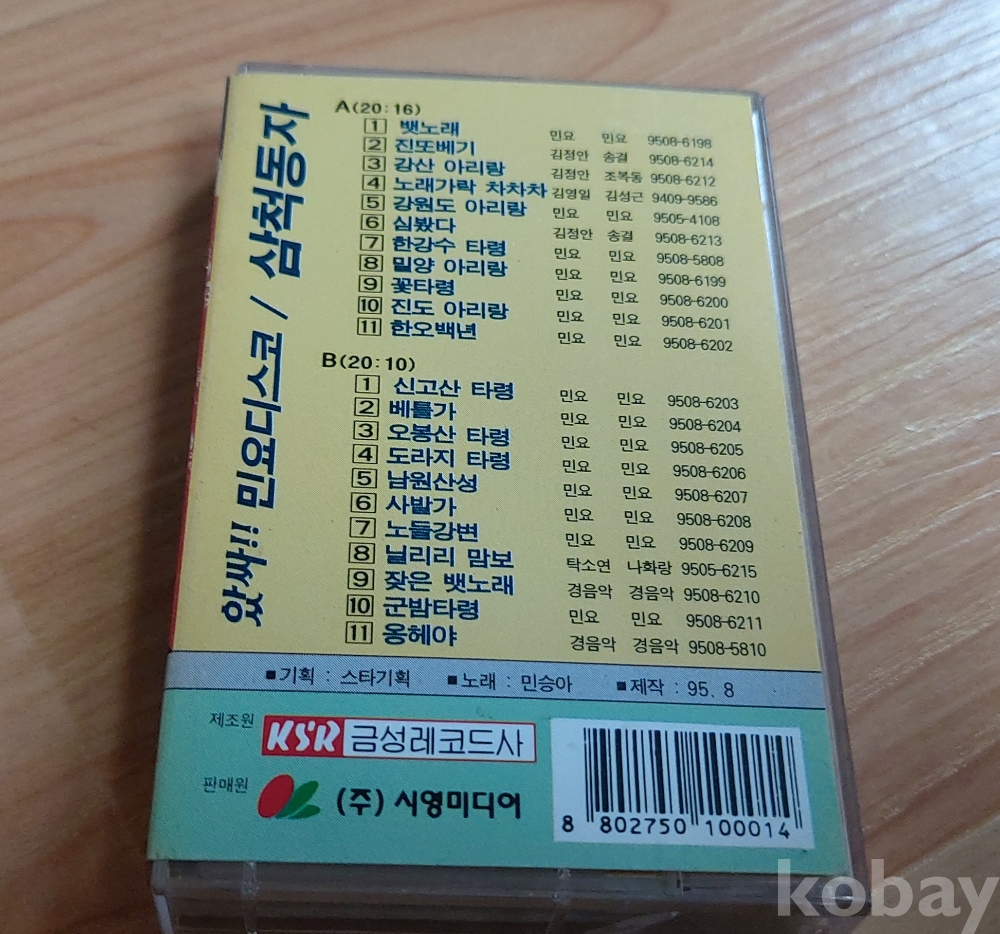 앗싸!! 민요디스코 / 삼척동자
A(20:16)
1 뱃노래 민요 민요 9508-6198
2 진또베기 김정안 송결 9508-6214
3 강산 아리랑 김정안 조복동 9508-6212
4 노래가락 차차차 김영일 김성근 9409-9586
5 강원도 아리랑 민요 민요 9505-4108
6 심봤다 김정안 송결 9508-6213
7 한강수 타령 민요 민요 9508-5808
8 밀양 아리랑 민요 민요 9508-6199
9 꽃타령 민요 민요 9508-6200
10 진도 아리랑 민요 민요 9508-6201
11 한오백년 민요 민요 9508-6202
B(20:10)
1 신고산 타령 민요 민요 9508-6203
2 베틀가 민요 민요 9508-6204
3 오봉산 타령 민요 민요 9508-6205
4 도라지 타령 민요 민요 9508-6206
5 남원산성 민요 민요 9508-6207
6 사발가 민요 민요 9508-6208
7 노들강변 민요 민요 9508-6209
8 닐리리 맘보 탁소연 나화랑 9505-6215
9 잦은 뱃노래 경음악 경음악 9508-6210
10 군밤타령 민요 민요 9508-6211
11 옹헤야 경음악 경음악 9508-5810
■기획 : 스타기획 ■노래 : 민승아 ■제작 : 95. 8
제조원 KSR 금성레코드사
판매원 (주) 시영미디어
8 802750 100014
kobay